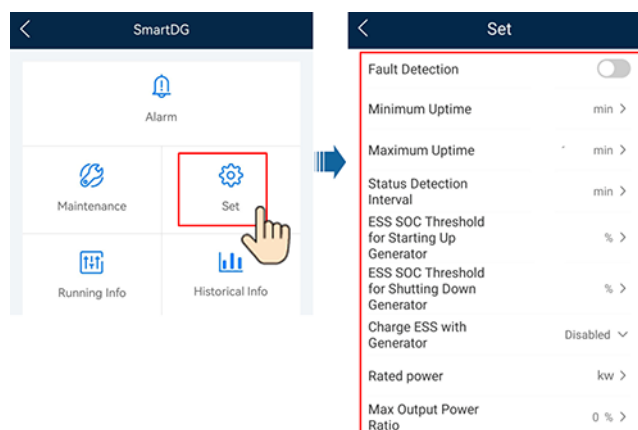 SmartDG
Alarm
Maintenance
Set
Running Info
Historical Info
Set
Fault Detection
Minimum Uptime min
Maximum Uptime min
Status Detection
Interval
min
ESS SOC Threshold
for Starting Up
Generator
%
ESS SOC Threshold
for Shutting Down
Generator
%
Charge ESS with
Generator
Disabled
Rated power kw
Max Output Power
Ratio
0 %